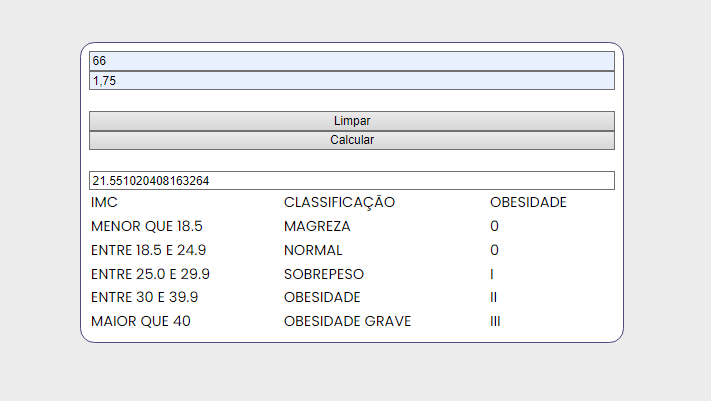 66
1,75
Limpar
Calcular
21.551020408163264
IMC CLASSIFICAÇÃO OBESIDADE
MENOR QUE 18.5 MAGREZA 0
ENTRE 18.5 E 24.9 NORMAL 0
ENTRE 25.0 E 29.9 SOBREPESO I
ENTRE 30 E 39.9 OBESIDADE II
MAIOR QUE 40 OBESIDADE GRAVE III